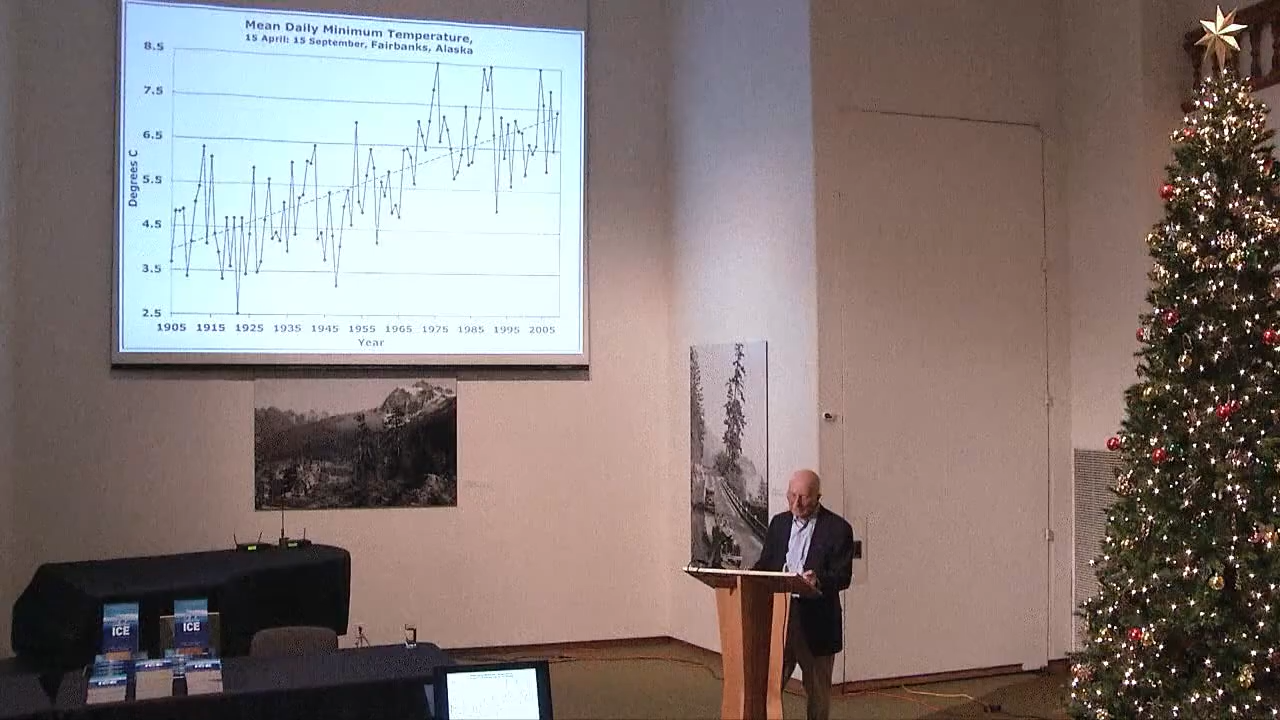 Mean Daily Minimum Temperature,
15 April: 15 September, Fairbanks, Alaska
8.5
7.5
6.5
5.5
4.5
3.5
2.5
Degrees C
1905 1915 1925 1935 1945 1955 1965 1975 1985 1995 2005
Year
ICE
ICE